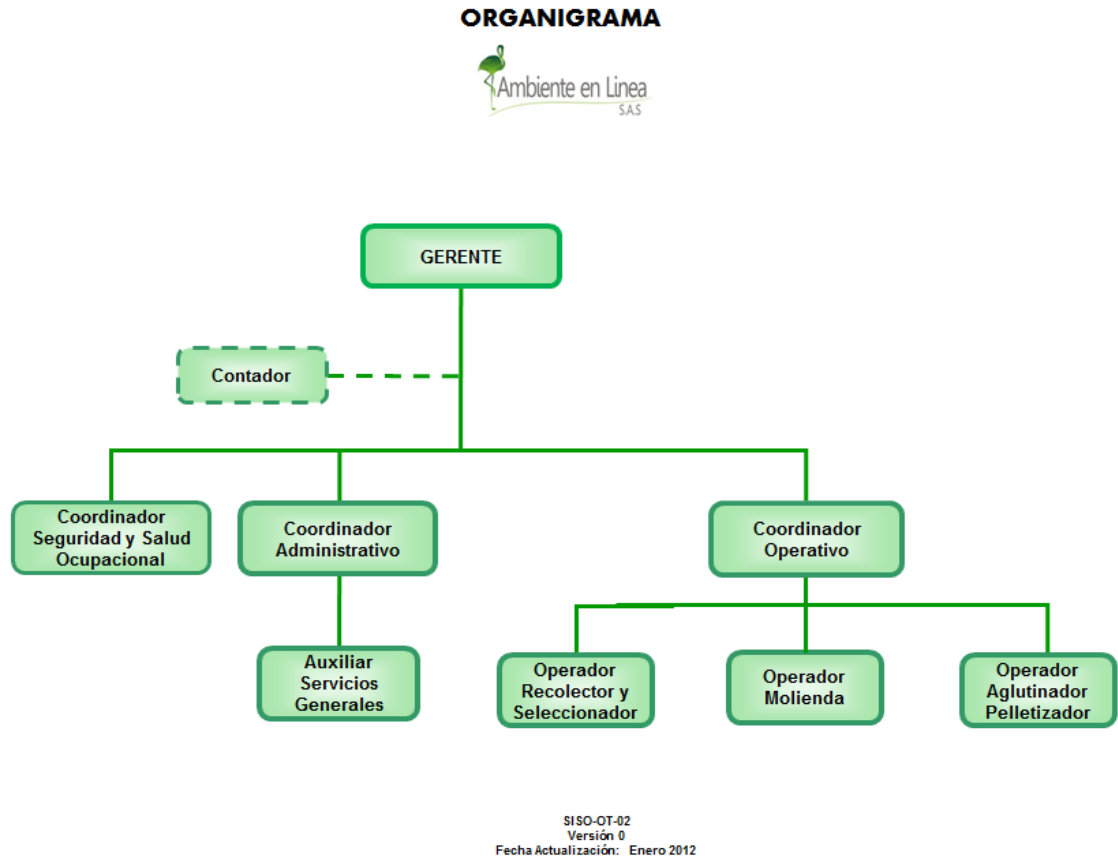 ORGANIGRAMA
Ambiente en Linea
S.A.S
GERENTE
Contador
Coordinador
Seguridad y Salud
Ocupacional
Coordinador
Administrativo
Coordinador
Operativo
Auxiliar
Servicios
Generales
Operador
Recolector y
Seleccionador
Operador
Molienda
Operador
Aglutinador
Pelletizador
SISO-OT-02
Versión 0
Fecha Actualización: Enero 2012